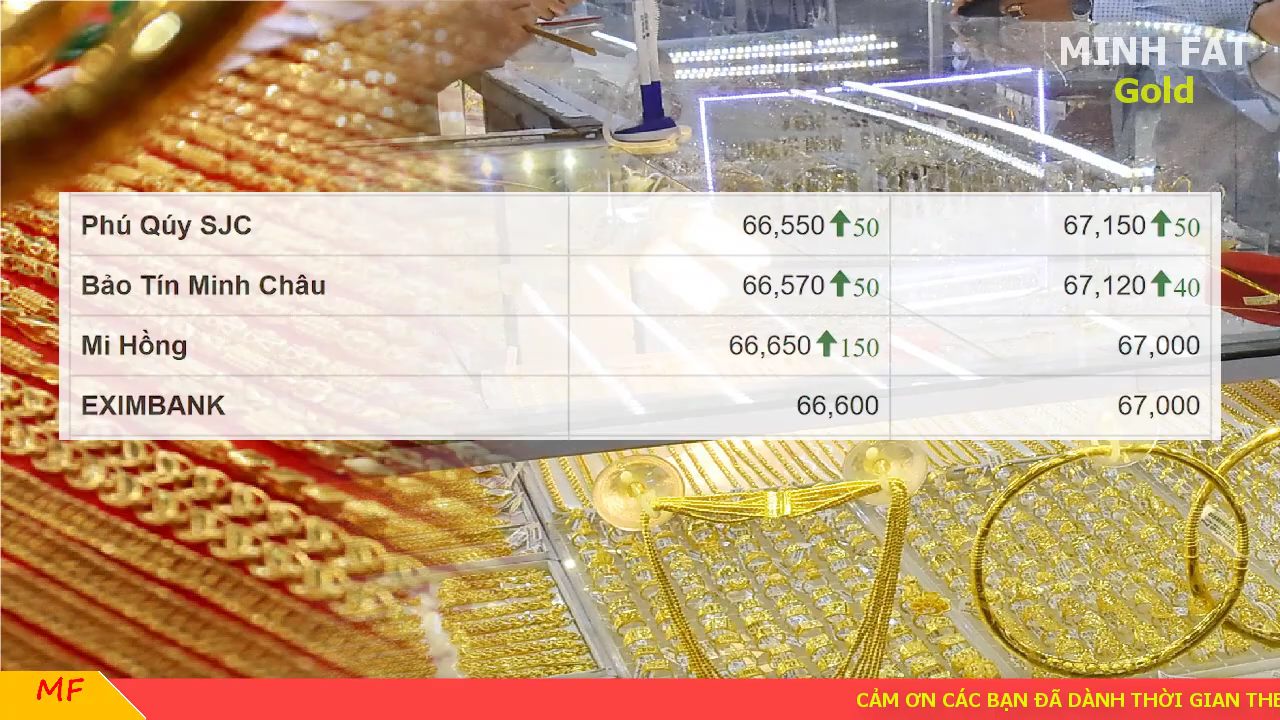 MINH FAT
Gold
Phú Qúy SJC 66,550 ↑50 67,150 ↑50
Bảo Tín Minh Châu 66,570 ↑50 67,120 ↑40
Mi Hồng 66,650 ↑150 67,000
EXIMBANK 66,600 67,000
MF
CẢM ƠN CÁC BẠN ĐÃ DÀNH THỜI GIAN THE